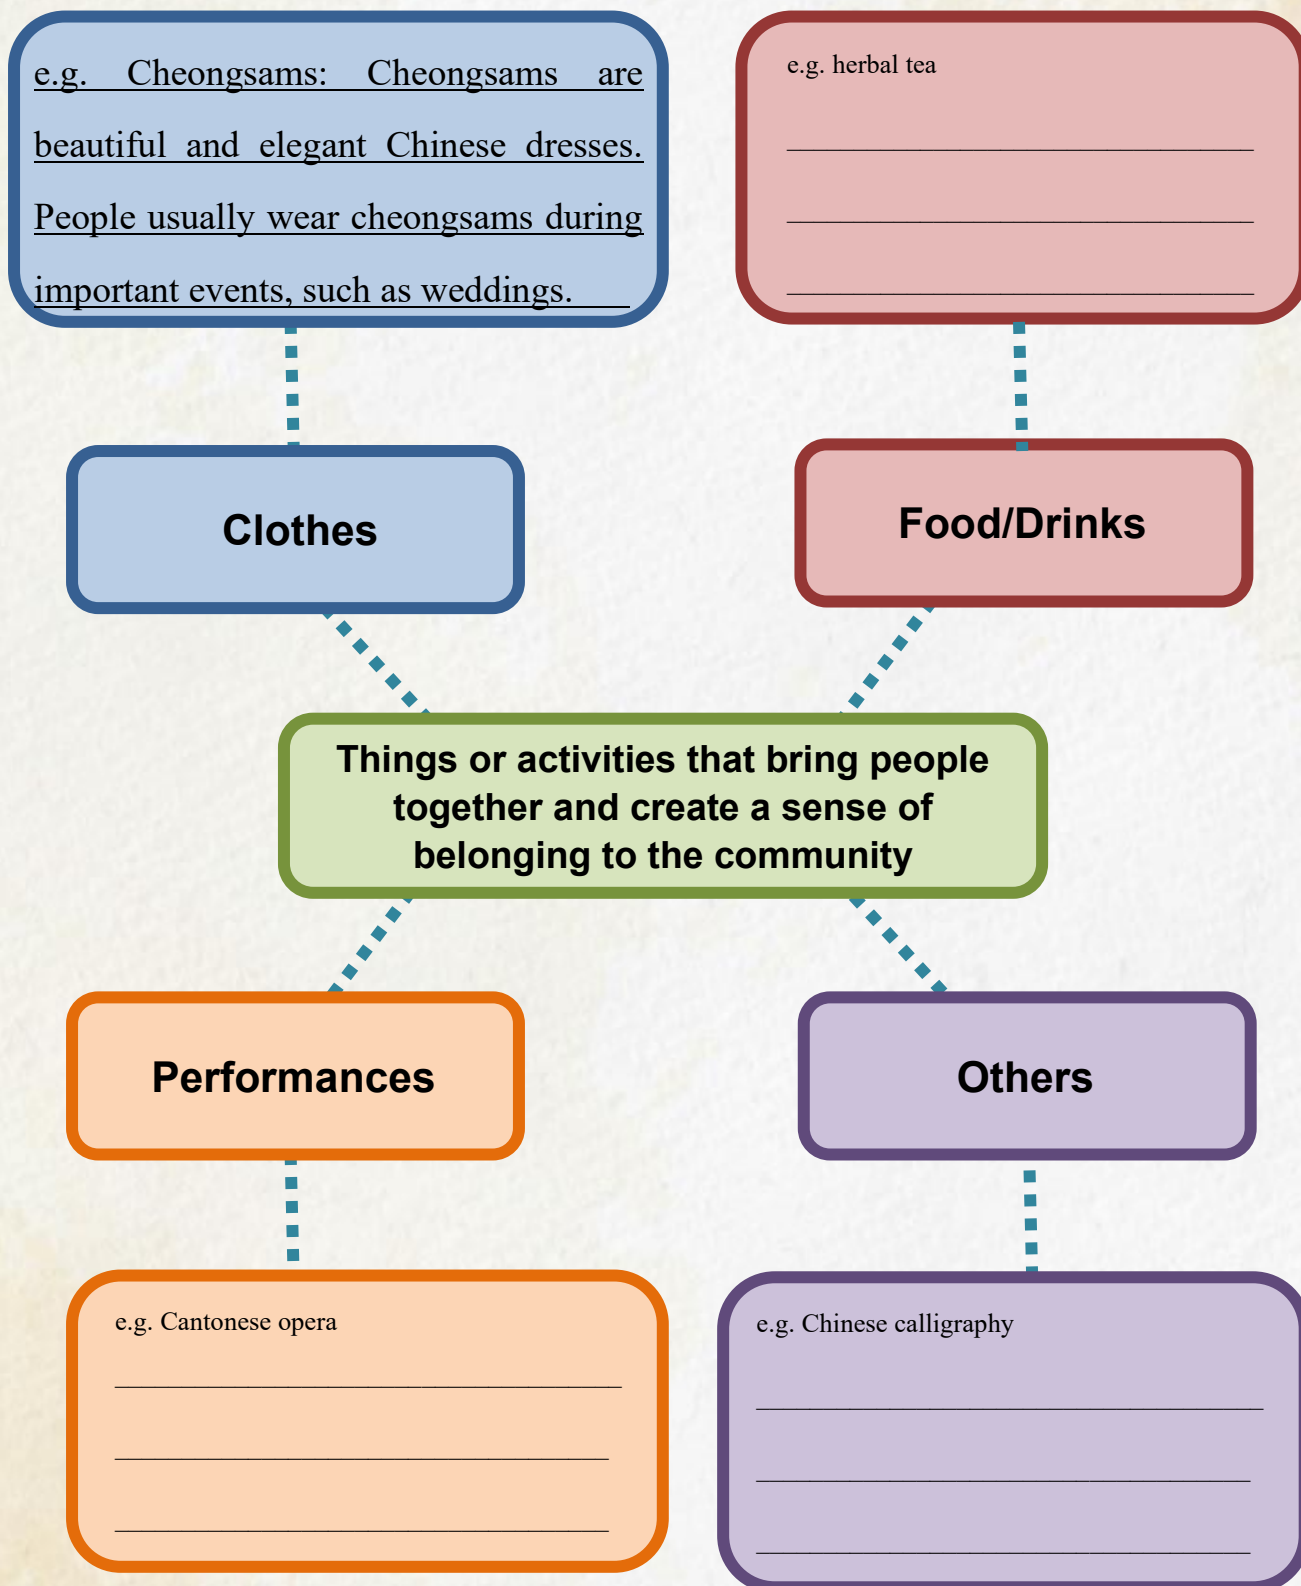 e.g. Cheongsams: Cheongsams are
beautiful and elegant Chinese dresses.
People usually wear cheongsams during
important events, such as weddings.
e.g. herbal tea
Clothes
Food/Drinks
Things or activities that bring people
together and create a sense of
belonging to the community
Performances
Others
e.g. Cantonese opera
e.g. Chinese calligraphy